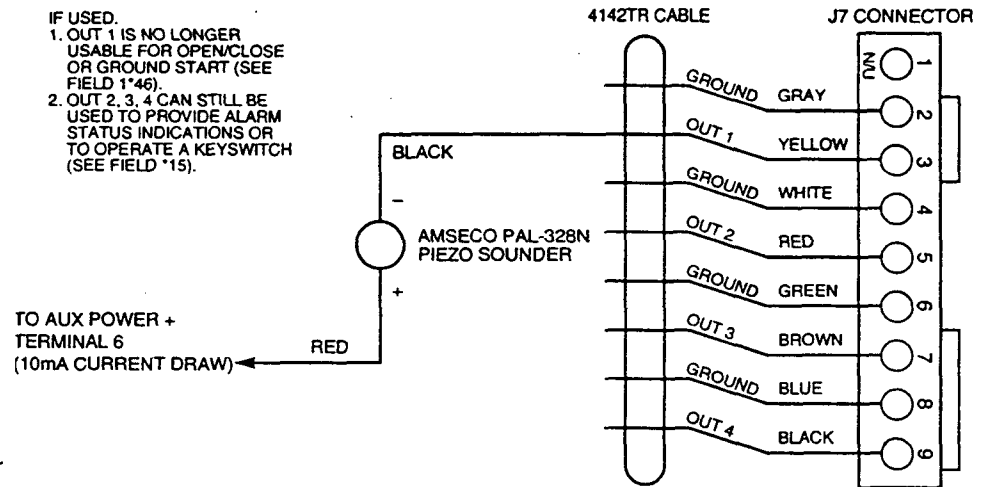 IF USED.
1. OUT 1 IS NO LONGER
USABLE FOR OPEN/CLOSE
OR GROUND START (SEE
FIELD 1*46).
2. OUT 2, 3, 4 CAN STILL BE
USED TO PROVIDE ALARM
STATUS INDICATIONS OR
TO OPERATE A KEYSWITCH
(SEE FIELD *15).
4142TR CABLE
J7 CONNECTOR
N/U 1
GROUND GRAY 2
OUT 1 YELLOW 3
BLACK
GROUND WHITE 4
–
OUT 2 RED 5
AMSECO PAL-328N
PIEZO SOUNDER
+
GROUND GREEN 6
OUT 3 BROWN 7
GROUND BLUE 8
OUT 4 BLACK 9
TO AUX POWER +
TERMINAL 6
(10mA CURRENT DRAW)
RED